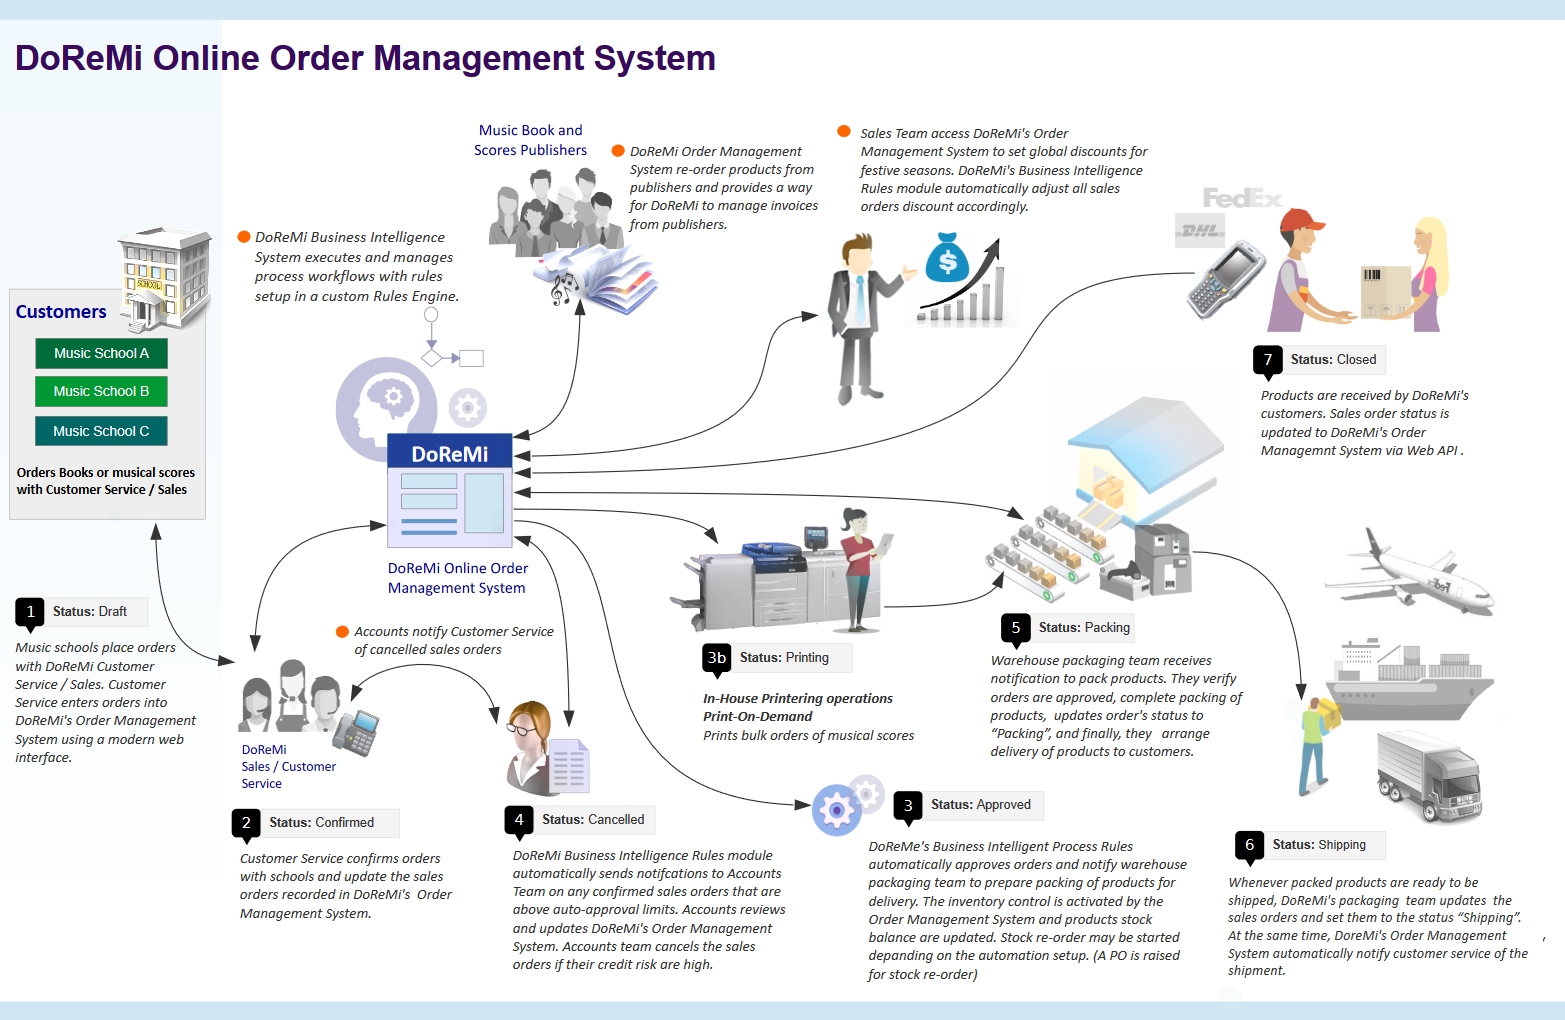 DoReMi Online Order Management System
Music Book and
Scores Publishers
DoReMi Order Management
System re-order products from
publishers and provides a way
for DoReMi to manage invoices
from publishers.
Sales Team access DoReMi's Order
Management System to set global discounts for
festive seasons. DoReMi's Business Intelligence
Rules module automatically adjust all sales
orders discount accordingly.
FedEx
DHL
DoReMi Business Intelligence
System executes and manages
process workflows with rules
setup in a custom Rules Engine.
SCHOOL
Customers
Music School A
Music School B
Music School C
Orders Books or musical scores
with Customer Service / Sales
$
7 Status: Closed
Products are received by DoReMi's
customers. Sales order status is
updated to DoReMi's Order
Managemnt System via Web API .
DoReMi
DoReMi Online Order
Management System
1 Status: Draft
Music schools place orders
with DoReMi Customer
Service / Sales. Customer
Service enters orders into
DoReMi's Order Management
System using a modern web
interface.
Accounts notify Customer Service
of cancelled sales orders
3b Status: Printing
In-House Printering operations
Print-On-Demand
Prints bulk orders of musical scores
5 Status: Packing
Warehouse packaging team receives
notification to pack products. They verify
orders are approved, complete packing of
products, updates order's status to
“Packing”, and finally, they arrange
delivery of products to customers.
FedEx
DoReMi
Sales / Customer
Service
2 Status: Confirmed
Customer Service confirms orders
with schools and update the sales
orders recorded in DoReMi's Order
Management System.
4 Status: Cancelled
DoReMi Business Intelligence Rules module
automatically sends notifcations to Accounts
Team on any confirmed sales orders that are
above auto-approval limits. Accounts reviews
and updates DoReMi's Order Management
System. Accounts team cancels the sales
orders if their credit risk are high.
3 Status: Approved
DoReMe's Business Intelligent Process Rules
automatically approves orders and notify warehouse
packaging team to prepare packing of products for
delivery. The inventory control is activated by the
Order Management System and products stock
balance are updated. Stock re-order may be started
depanding on the automation setup. (A PO is raised
for stock re-order)
6 Status: Shipping
Whenever packed products are ready to be
shipped, DoReMi's packaging team updates the
sales orders and set them to the status “Shipping”.
At the same time, DoreMi's Order Management
System automatically notify customer service of the
shipment.
,